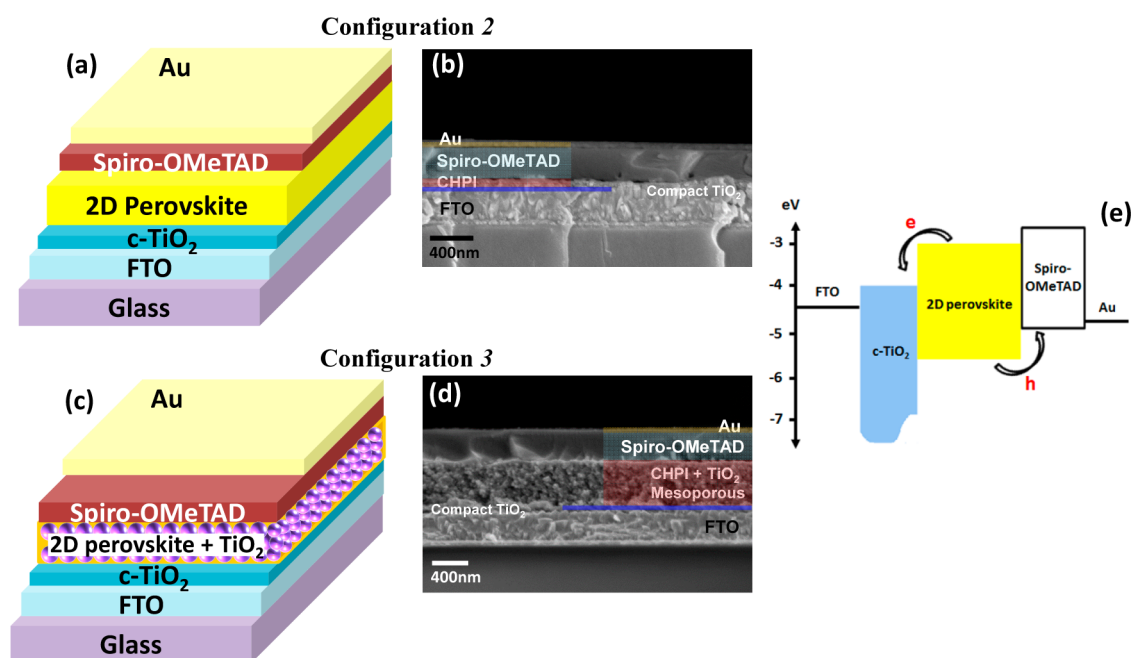 Configuration 2
(a)
Au
Spiro-OMeTAD
2D Perovskite
c-TiO₂
FTO
Glass
(b)
Au
Spiro-OMeTAD
CHPI
Compact TiO₂
FTO
400nm
Configuration 3
(c)
Au
Spiro-OMeTAD
2D perovskite + TiO₂
c-TiO₂
FTO
Glass
(d)
Au
Spiro-OMeTAD
CHPI + TiO₂
Mesoporous
Compact TiO₂
FTO
400nm
(e)
eV
-3
-4
-5
-6
-7
FTO
c-TiO₂
e
2D perovskite
h
Spiro-
OMeTAD
Au